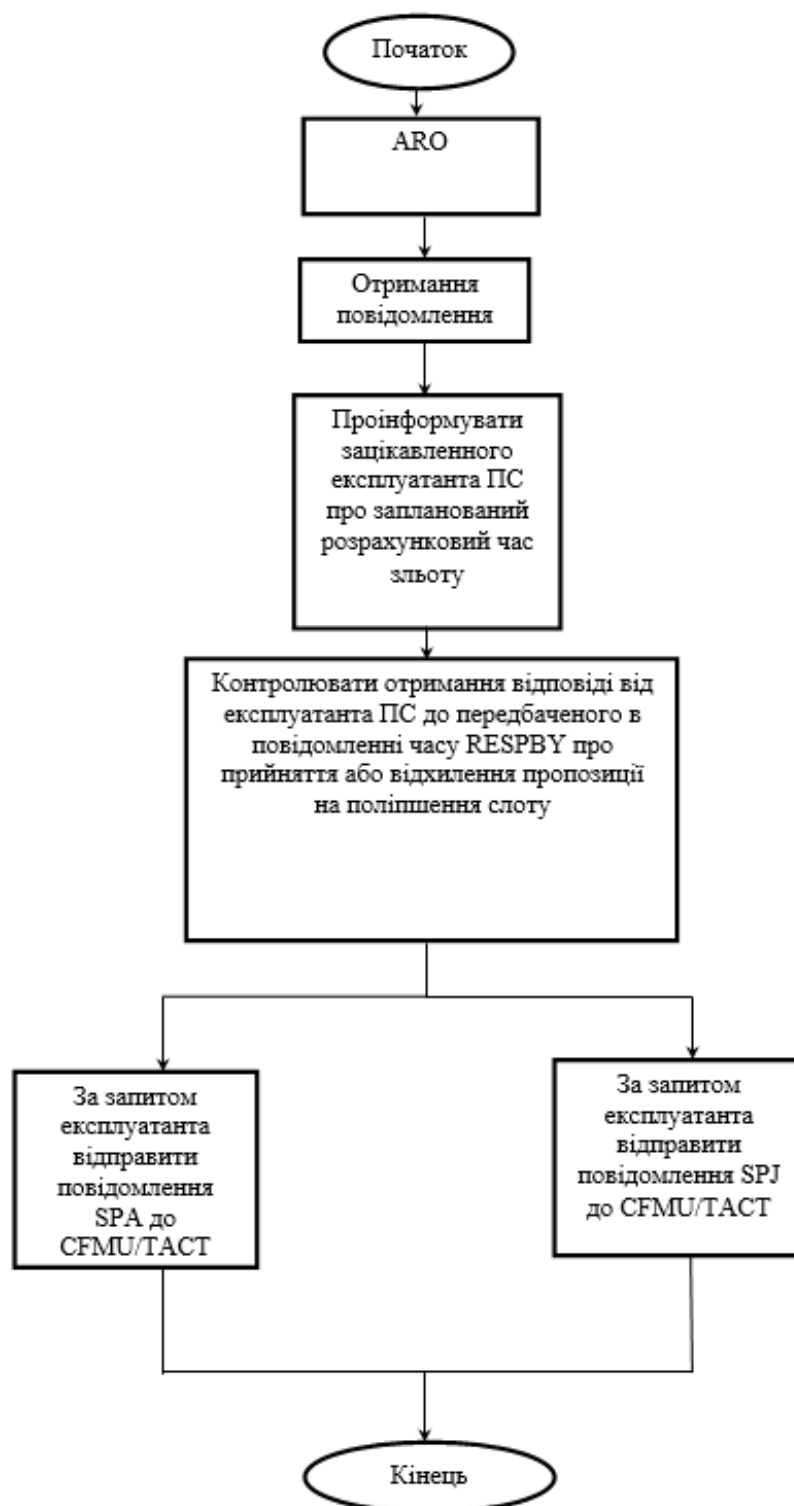 Початок
ARO
Отримання
повідомлення
Проінформувати
зацікавленного
експлуатанта ПС
про запланований
розрахунковий час
зльоту
Контролювати отримання відповіді від
експлуатанта ПС до передбаченого в
повідомленні часу RESPBY про
прийняття або відхилення пропозиції
на поліпшення слоту
За запитом
експлуатанта
відправити
повідомлення
SPA до
CFMU/TACT
За запитом
експлуатанта
відправити
повідомлення SPJ
до CFMU/TACT
Кінець